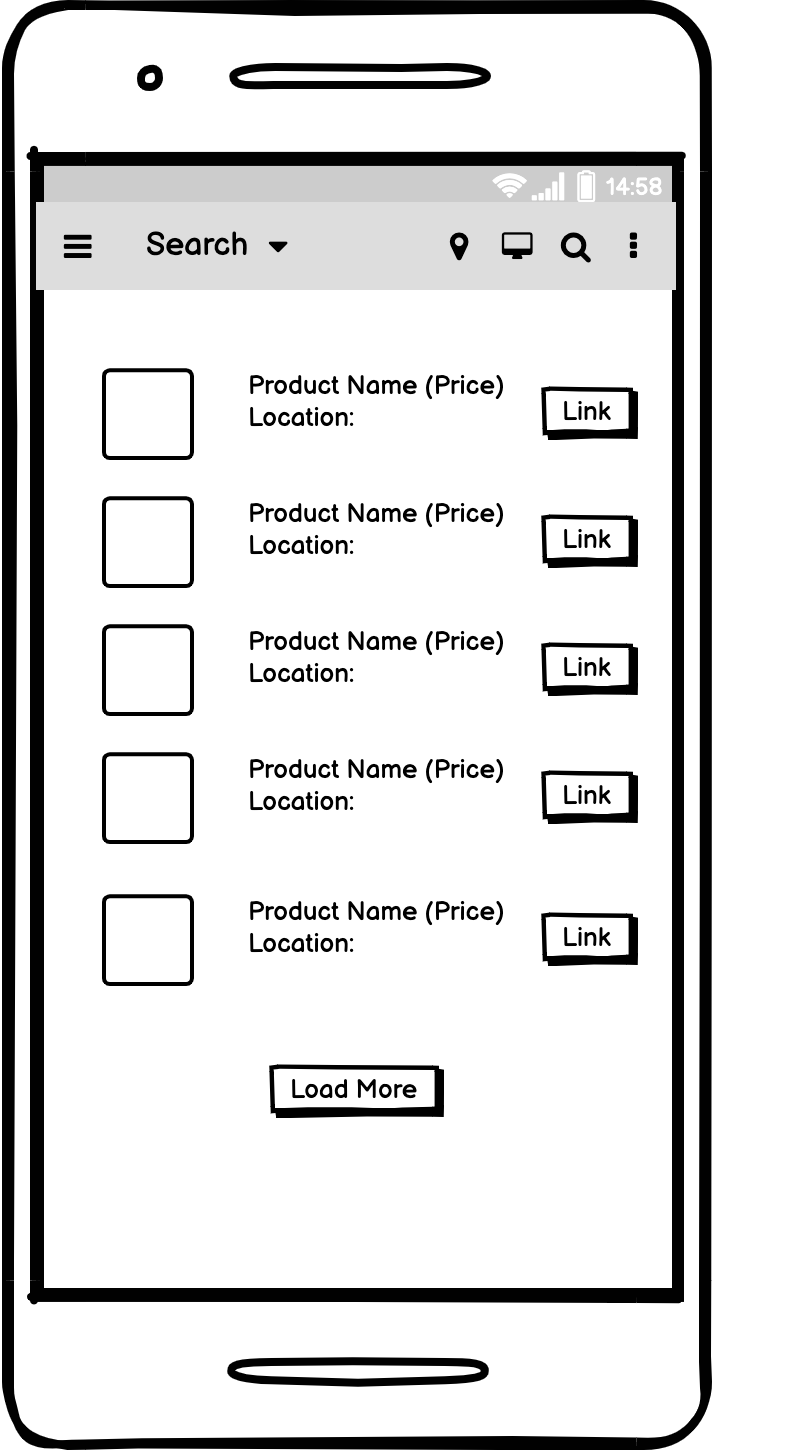 14:58
Search
Product Name (Price)
Location:
Link
Product Name (Price)
Location:
Link
Product Name (Price)
Location:
Link
Product Name (Price)
Location:
Link
Product Name (Price)
Location:
Link
Load More